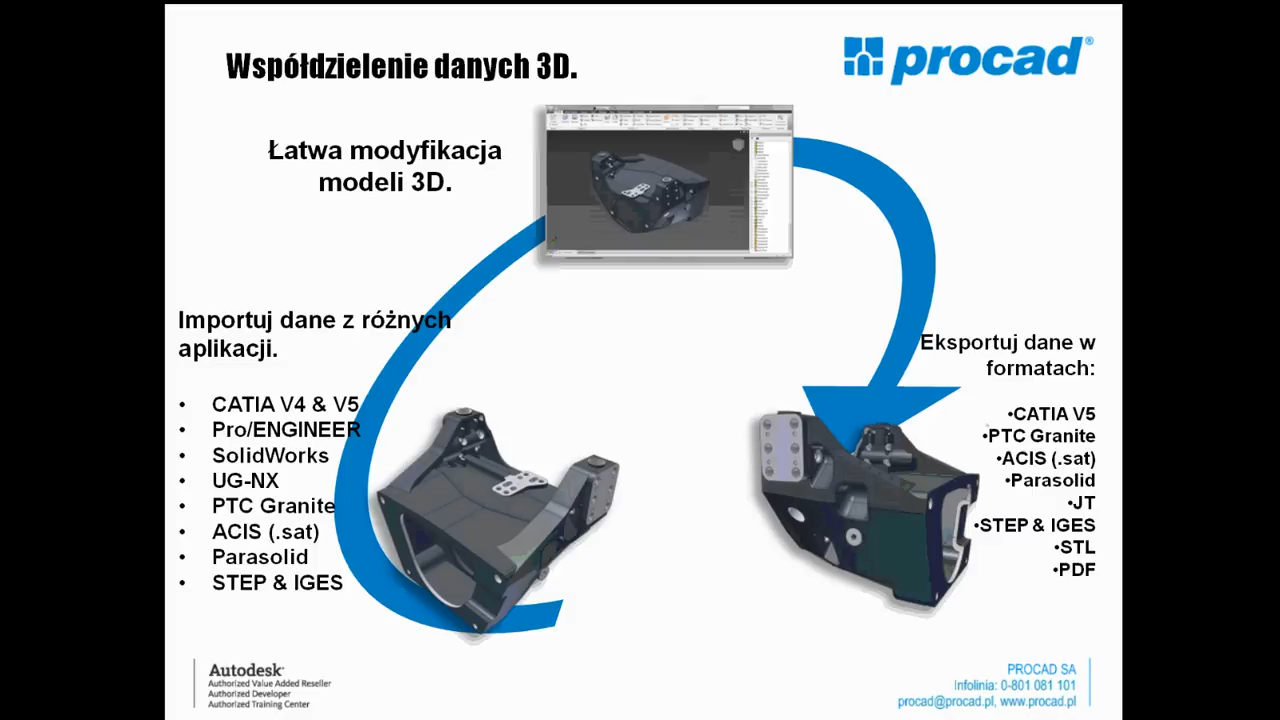 Współdzielenie danych 3D.
procad®
Łatwa modyfikacja
modeli 3D.
Importuj dane z różnych
aplikacji.
• CATIA V4 & V5
• Pro/ENGINEER
• SolidWorks
• UG-NX
• PTC Granite
• ACIS (.sat)
• Parasolid
• STEP & IGES
Eksportuj dane w
formatach:
•CATIA V5
•PTC Granite
•ACIS (.sat)
•Parasolid
•JT
•STEP & IGES
•STL
•PDF
Autodesk
Authorized Value Added Reseller
Authorized Developer
Authorized Training Center
PROCAD SA
Infolinia: 0-801 081 101
procad@procad.pl, www.procad.pl